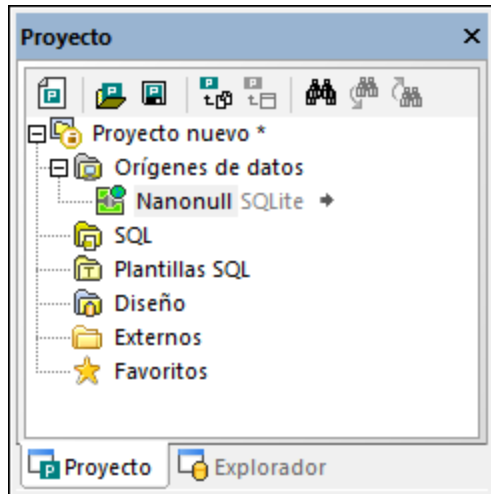 Proyecto
Proyecto nuevo *
Orígenes de datos
Nanonull SQLite
SQL
Plantillas SQL
Diseño
Externos
Favoritos
Proyecto Explorador